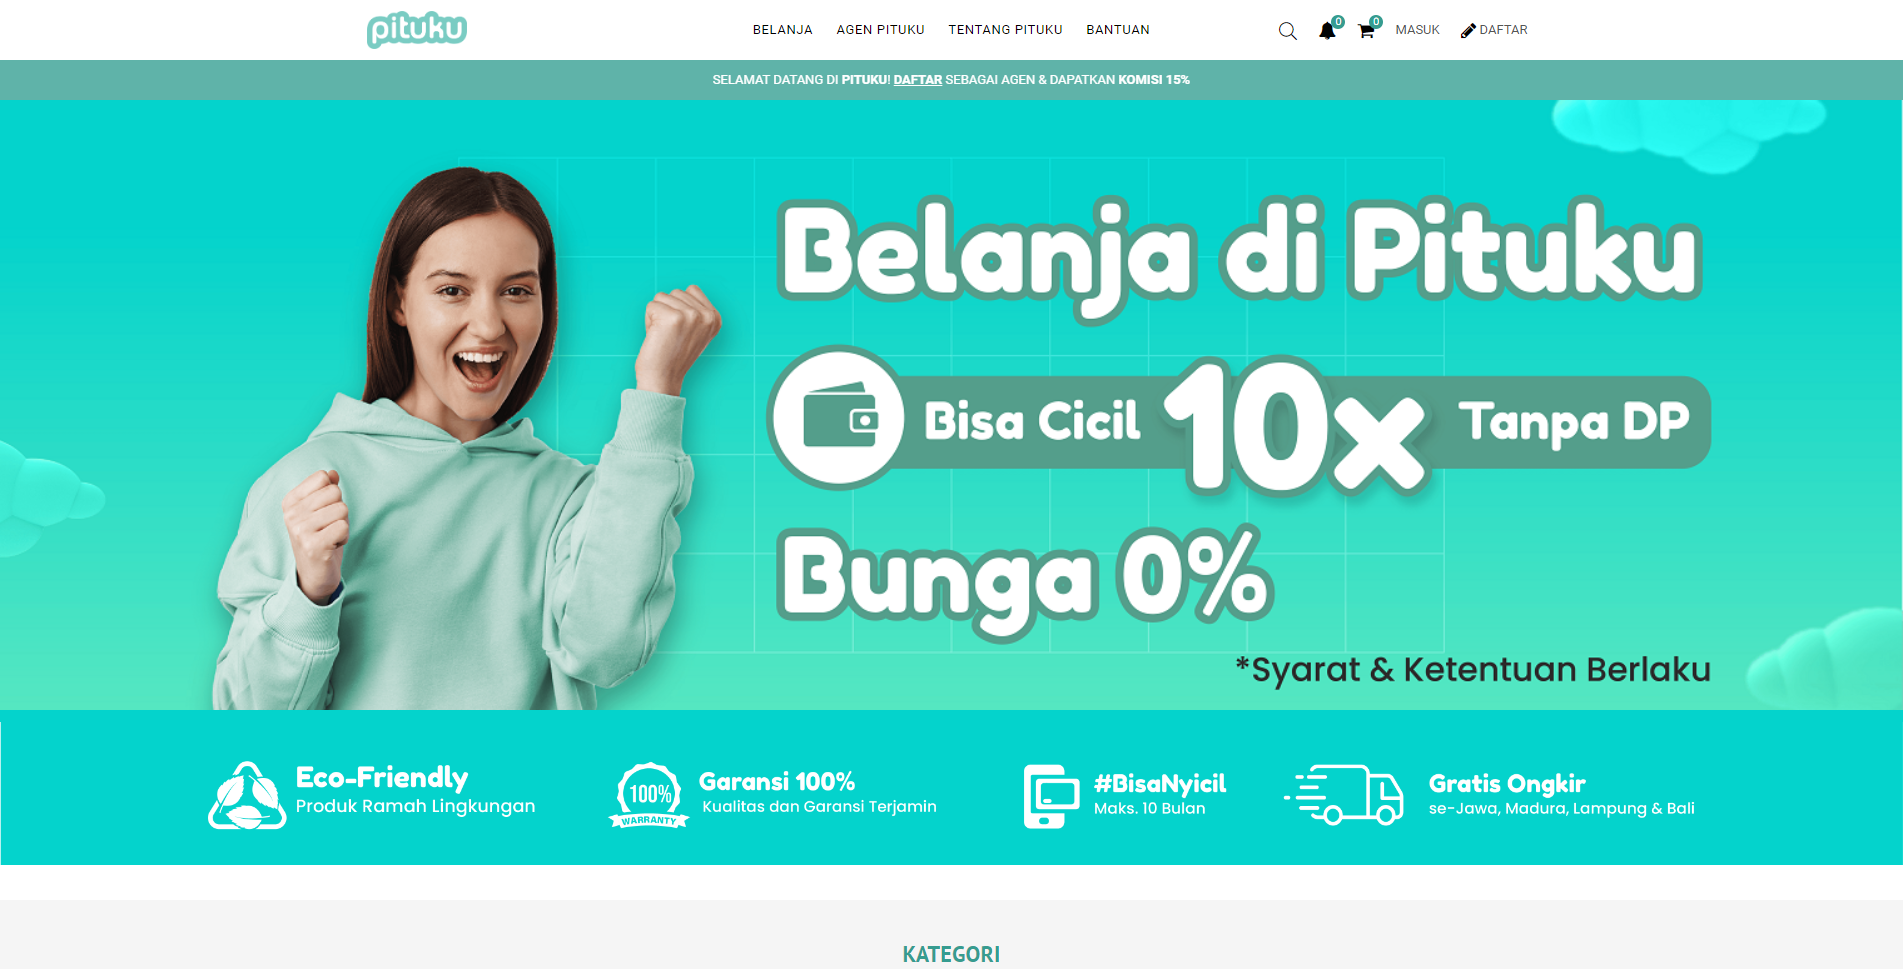 pituku
BELANJA AGEN PITUKU TENTANG PITUKU BANTUAN
0 0 MASUK DAFTAR
SELAMAT DATANG DI PITUKU! DAFTAR SEBAGAI AGEN & DAPATKAN KOMISI 15%
Belanja di Pituku
Bisa Cicil 10x Tanpa DP
Bunga 0%
*Syarat & Ketentuan Berlaku
Eco-Friendly
Produk Ramah Lingkungan
100%
WARRANTY
Garansi 100%
Kualitas dan Garansi Terjamin
#BisaNyicil
Maks. 10 Bulan
Gratis Ongkir
se-Jawa, Madura, Lampung & Bali
KATEGORI